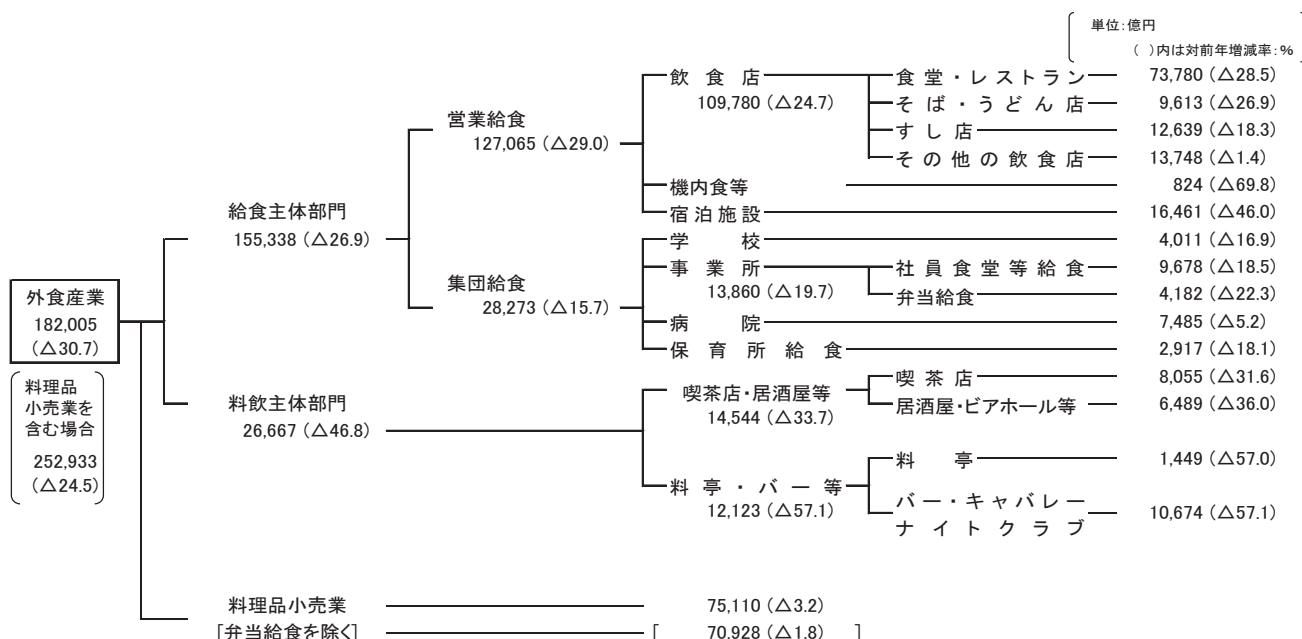 単位:億円
( )内は対前年増減率:%
飲食店
109,780 (△24.7)
食堂・レストラン
73,780 (△28.5)
そば・うどん店
9,613 (△26.9)
すし店
12,639 (△18.3)
その他の飲食店
13,748 (△1.4)
営業給食
127,065 (△29.0)
機内食等
824 (△69.8)
宿泊施設
16,461 (△46.0)
給食主体部門
155,338 (△26.9)
学校
4,011 (△16.9)
事業所
13,860 (△19.7)
社員食堂等給食
9,678 (△18.5)
弁当給食
4,182 (△22.3)
集団給食
28,273 (△15.7)
病院
7,485 (△5.2)
保育所給食
2,917 (△18.1)
外食産業
182,005
(△30.7)
料理品
小売業を
含む場合
252,933
(△24.5)
料飲主体部門
26,667 (△46.8)
喫茶店・居酒屋等
14,544 (△33.7)
喫茶店
8,055 (△31.6)
居酒屋・ビアホール等
6,489 (△36.0)
料亭・バー等
12,123 (△57.1)
料亭
1,449 (△57.0)
バー・キャバレー
ナイトクラブ
10,674 (△57.1)
料理品小売業
75,110 (△3.2)
[弁当給食を除く]
[ 70,928 (△1.8) ]